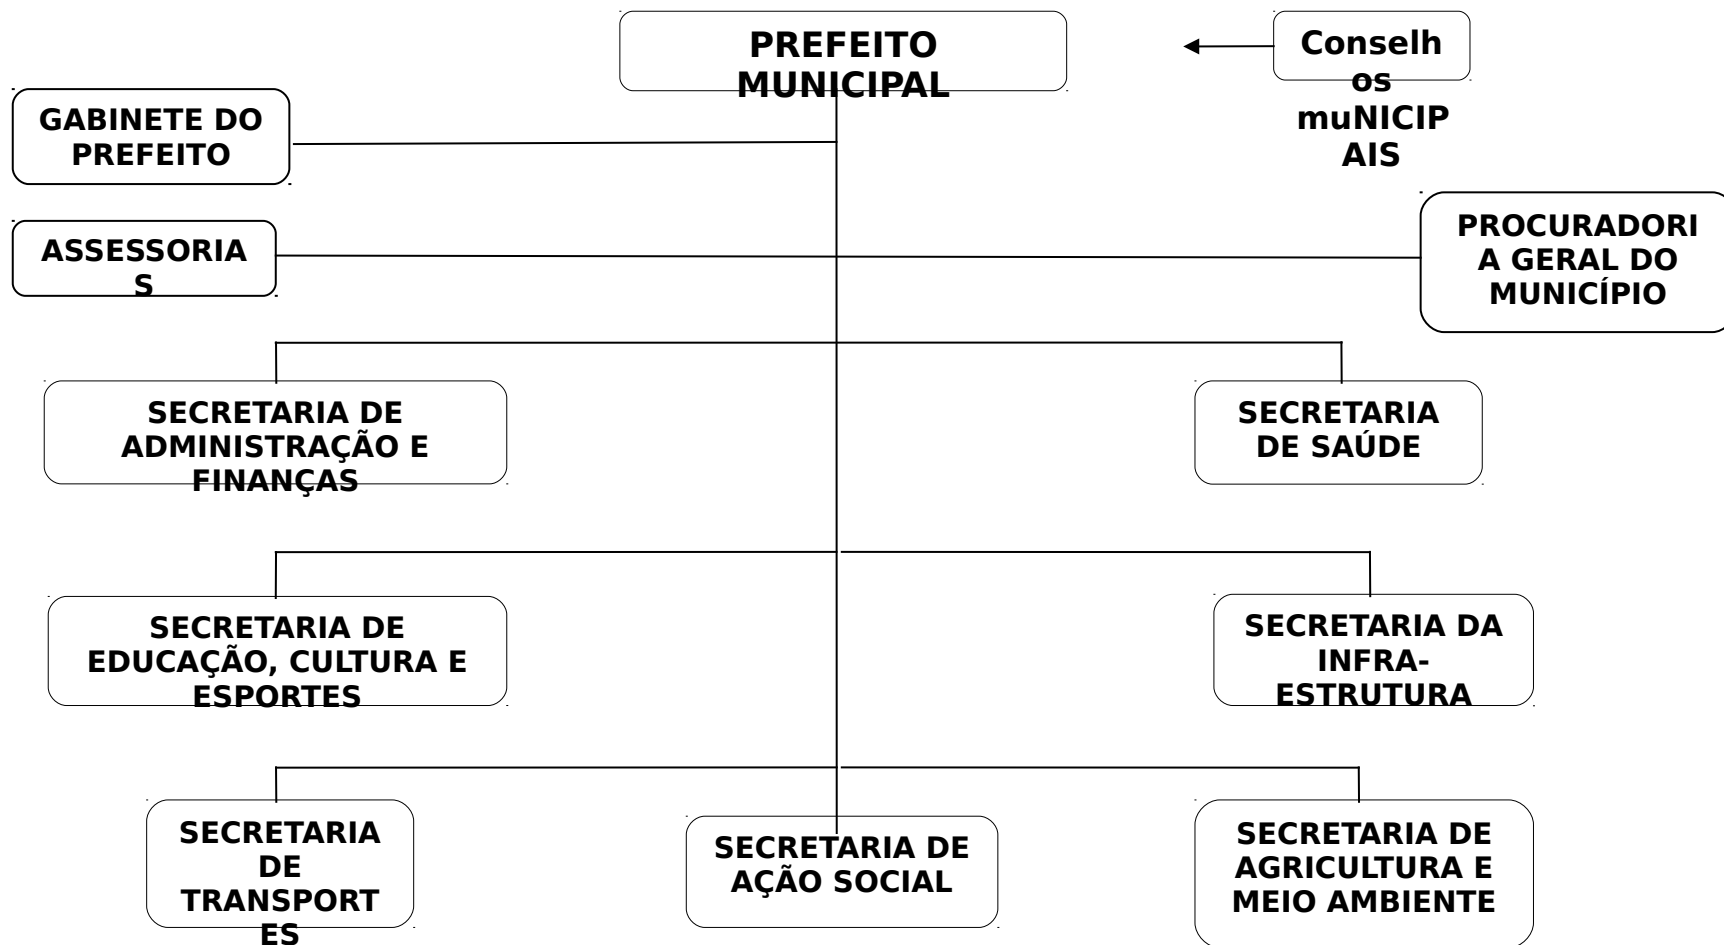 PREFEITO
MUNICIPAL
Conselh
os
muNICIP
AIS
GABINETE DO
PREFEITO
ASSESSORIA
S
PROCURADORI
A GERAL DO
MUNICÍPIO
SECRETARIA DE
ADMINISTRAÇÃO E
FINANÇAS
SECRETARIA
DE SAÚDE
SECRETARIA DE
EDUCAÇÃO, CULTURA E
ESPORTES
SECRETARIA DA
INFRA-
ESTRUTURA
SECRETARIA
DE
TRANSPORT
ES
SECRETARIA DE
AÇÃO SOCIAL
SECRETARIA DE
AGRICULTURA E
MEIO AMBIENTE